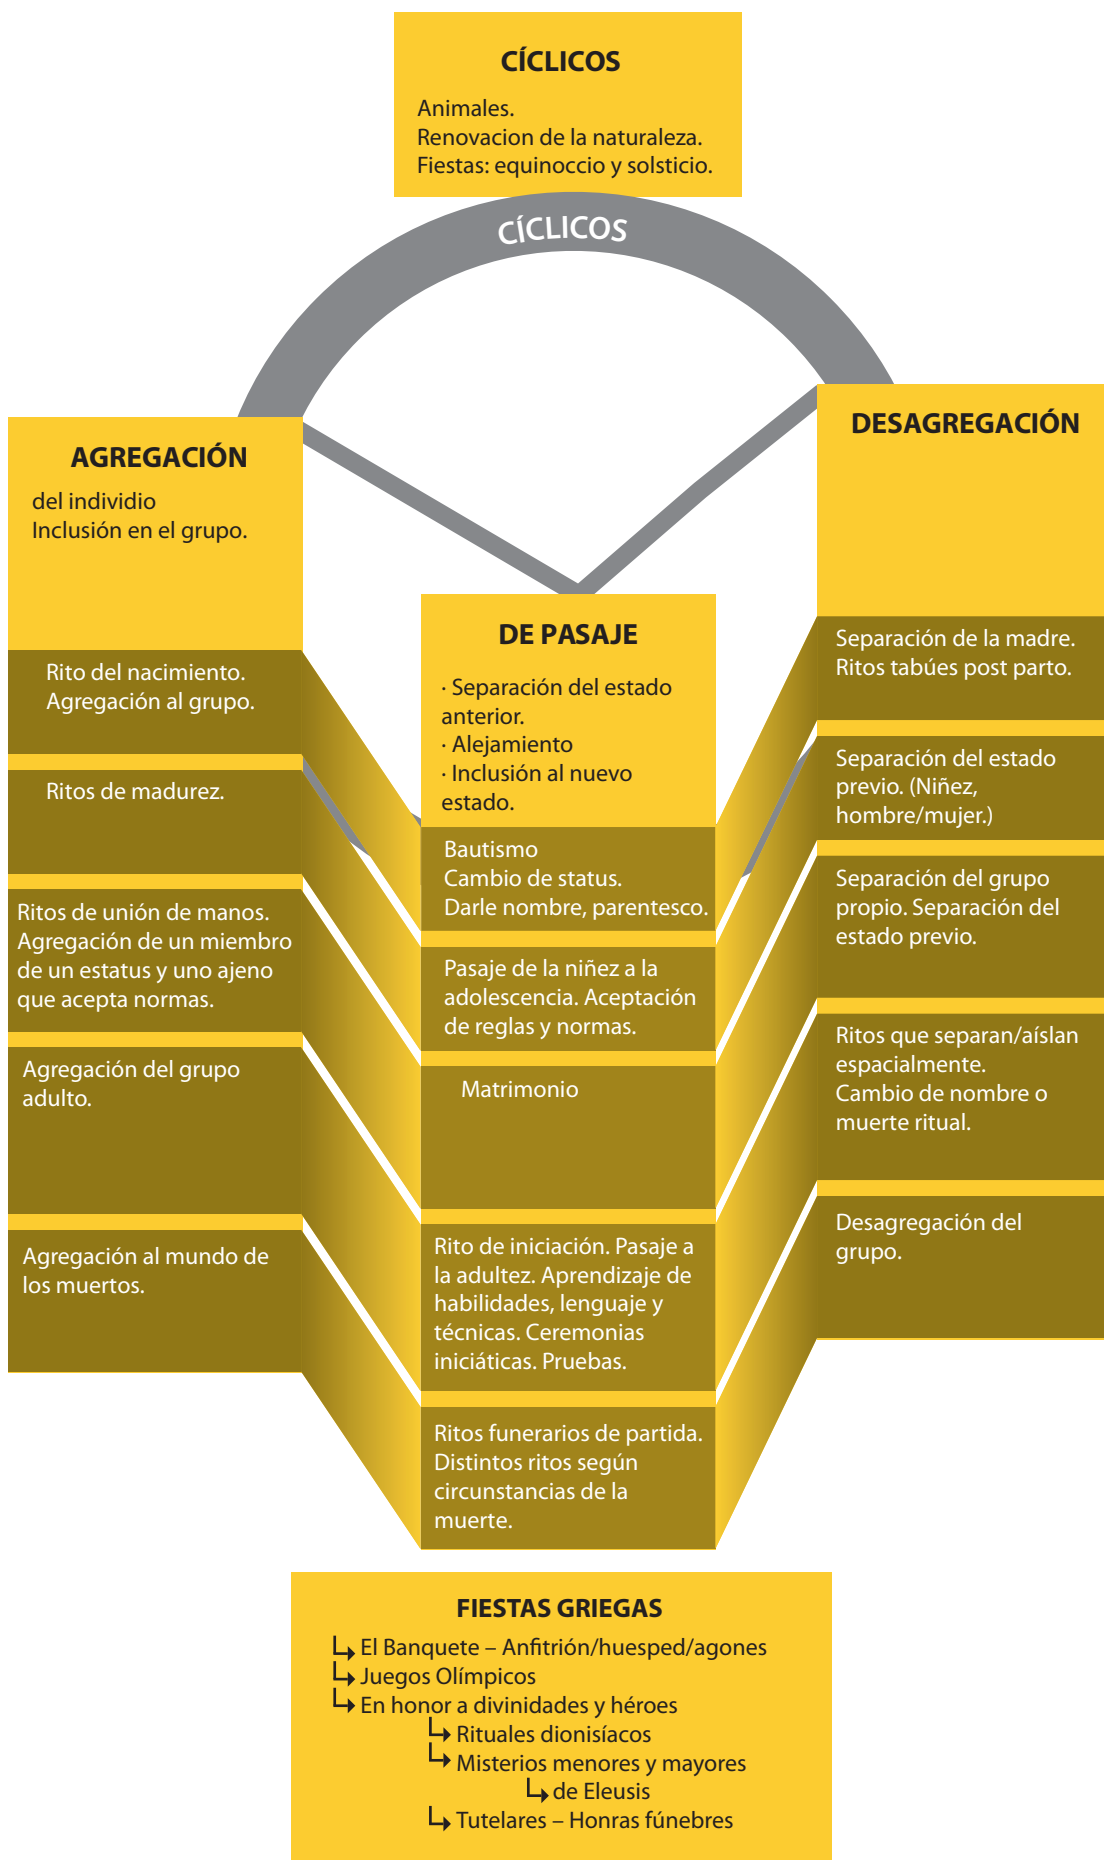 CÍCLICOS
Animales.
Renovacion de la naturaleza.
Fiestas: equinoccio y solsticio.
CÍCLICOS
AGREGACIÓN
del individio
Inclusión en el grupo.
Rito del nacimiento.
Agregación al grupo.
Ritos de madurez.
Ritos de unión de manos.
Agregación de un miembro
de un estatus y uno ajeno
que acepta normas.
Agregación del grupo
adulto.
Agregación al mundo de
los muertos.
DE PASAJE
· Separación del estado
anterior.
· Alejamiento
· Inclusión al nuevo
estado.
Bautismo
Cambio de status.
Darle nombre, parentesco.
Pasaje de la niñez a la
adolescencia. Aceptación
de reglas y normas.
Matrimonio
Rito de iniciación. Pasaje a
la adultez. Aprendizaje de
habilidades, lenguaje y
técnicas. Ceremonias
iniciáticas. Pruebas.
Ritos funerarios de partida.
Distintos ritos según
circunstancias de la
muerte.
DESAGREGACIÓN
Separación de la madre.
Ritos tabúes post parto.
Separación del estado
previo. (Niñez,
hombre/mujer.)
Separación del grupo
propio. Separación del
estado previo.
Ritos que separan/aíslan
espacialmente.
Cambio de nombre o
muerte ritual.
Desagregación del
grupo.
FIESTAS GRIEGAS
El Banquete – Anfitrión/huesped/agones
Juegos Olímpicos
En honor a divinidades y héroes
Rituales dionisíacos
Misterios menores y mayores
de Eleusis
Tutelares – Honras fúnebres